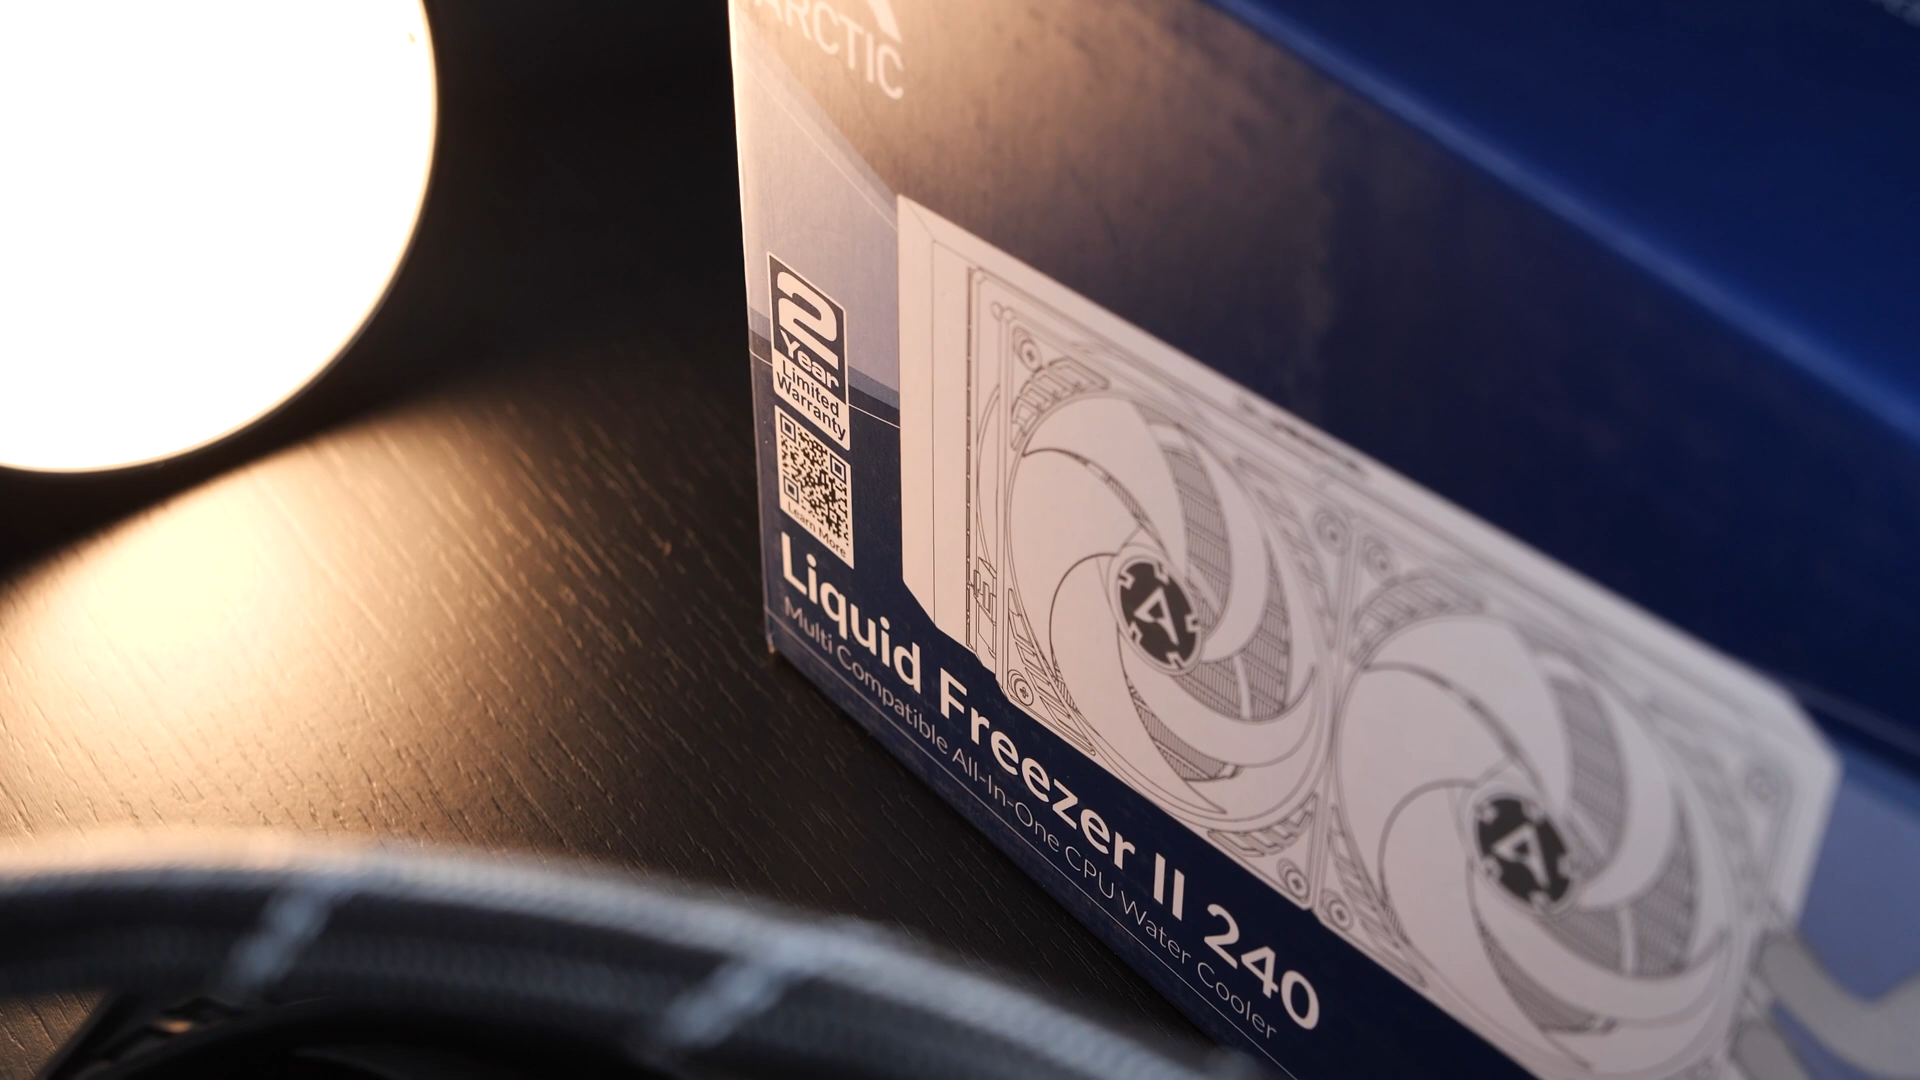 ARCTIC
2
Year
Limited
Warranty
Learn More
Liquid Freezer II 240
Multi Compatible All-In-One CPU Water Cooler